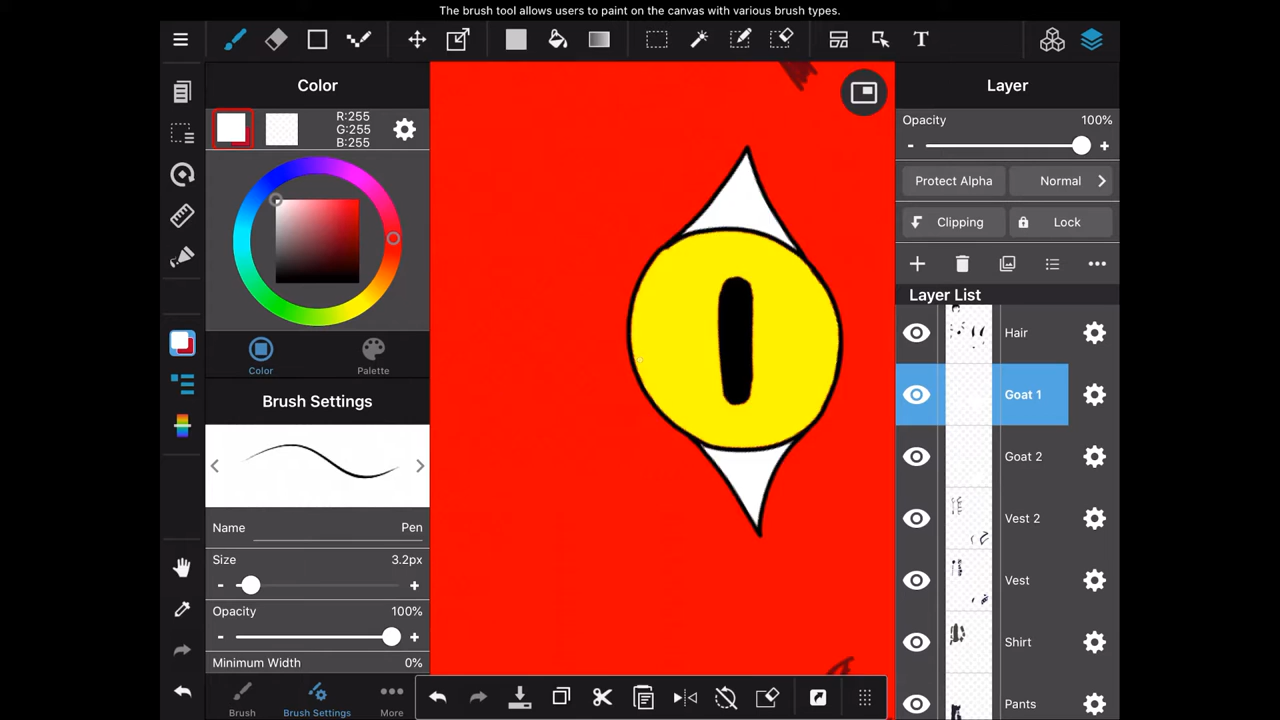 The brush tool allows users to paint on the canvas with various brush types.
T
Color
R:255
G:255
B:255
Color
Palette
Brush Settings
Name
Pen
Size
3.2px
-
+
Opacity
100%
-
+
Minimum Width
0%
Brush
Brush Settings
More
Layer
Opacity
100%
-
+
Protect Alpha
Normal
Clipping
Lock
Layer List
Hair
Goat 1
Goat 2
Vest 2
Vest
Shirt
Pants